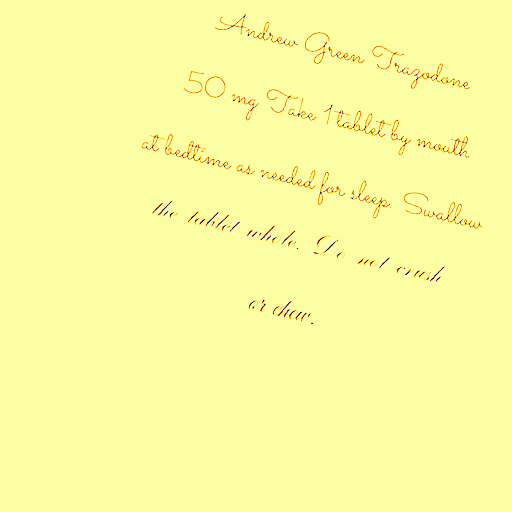 Andrew Green Trazodone
50 mg Take 1 tablet by mouth
at bedtime as needed for sleep. Swallow
the tablet whole. Do not crush
or chew.